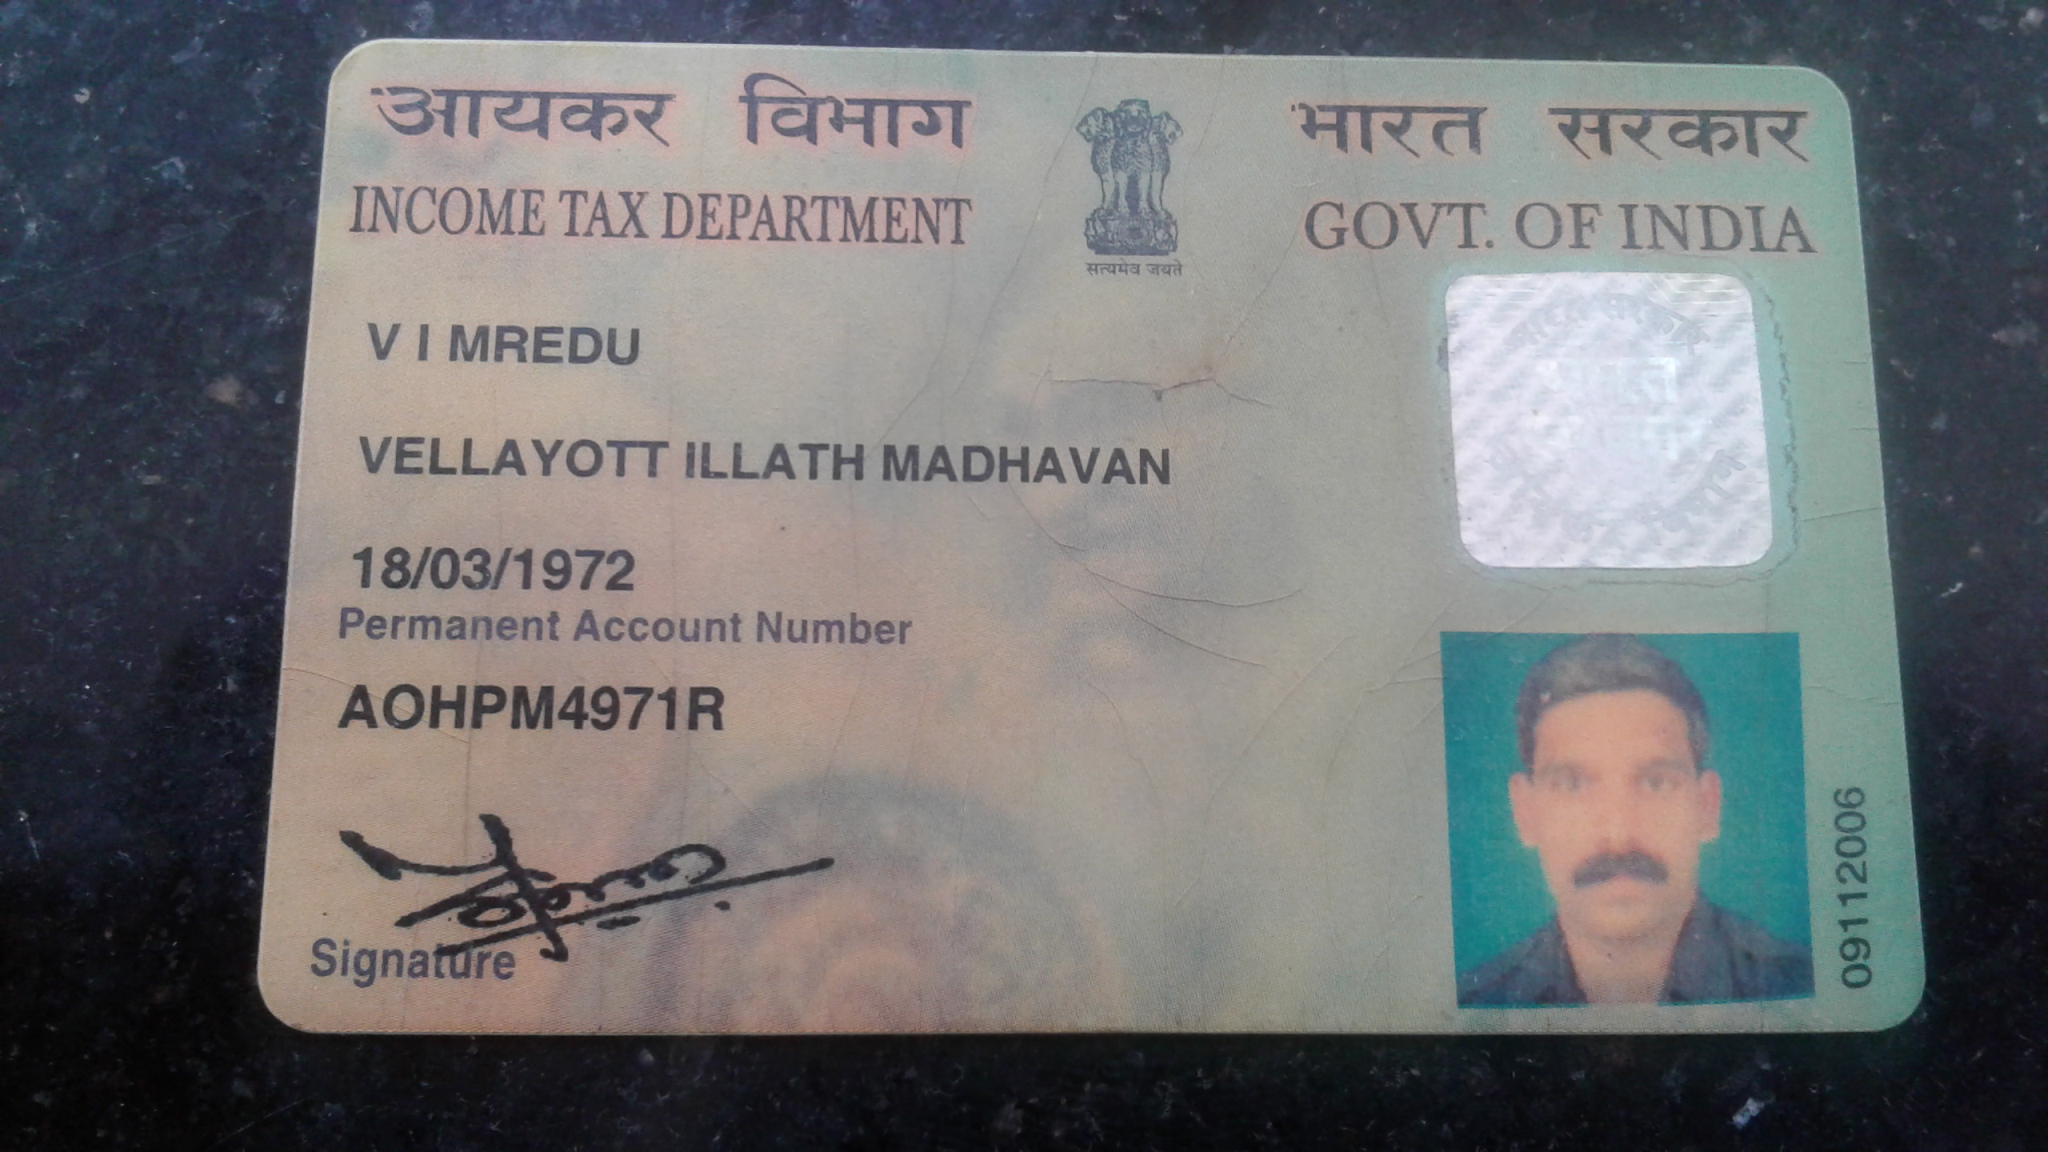 आयकर विभाग
INCOME TAX DEPARTMENT
सत्यमेव जयते
भारत सरकार
GOVT. OF INDIA
V I MREDU
VELLAYOTT ILLATH MADHAVAN
18/03/1972
Permanent Account Number
AOHPM4971R
Signature
09112006